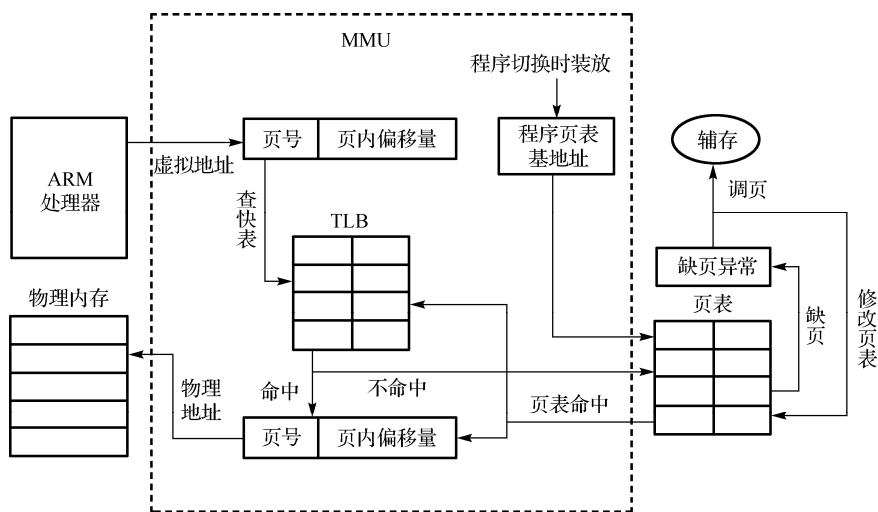 MMU
程序切换时装放
ARM
处理器
虚拟地址
页号
页内偏移量
程序页表
基地址
辅存
调页
查快表
TLB
缺页异常
物理内存
页表
缺页
修改页表
物理
地址
命中
不命中
页表命中
页号
页内偏移量